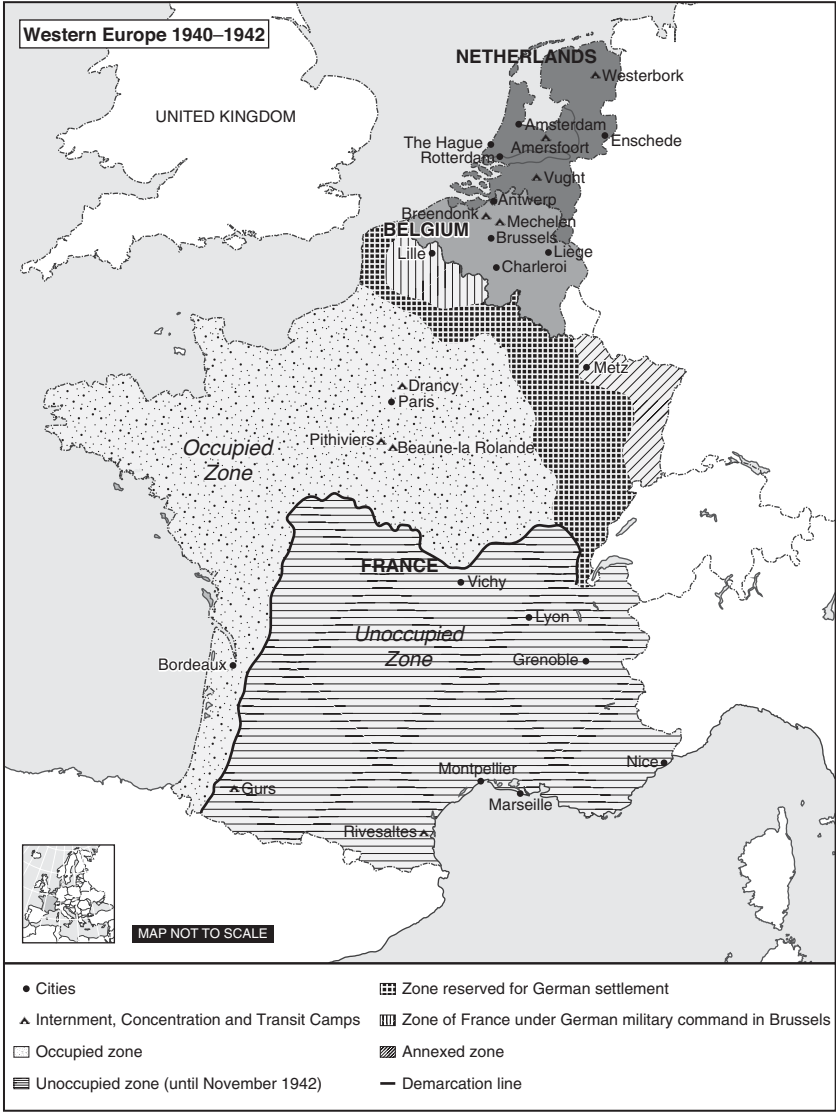 Western Europe 1940–1942
NETHERLANDS
Westerbork
UNITED KINGDOM
Amsterdam
The Hague
Amersfoort
Enschede
Rotterdam
Vught
Antwerp
Breendonk
Mechelen
BELGIUM
Brussels
Lille
Liège
Charleroi
Metz
Drancy
Paris
Pithiviers
Beaune-la Rolande
Occupied
Zone
FRANCE
Vichy
Lyon
Unoccupied
Zone
Grenoble
Bordeaux
Nice
Montpellier
Gurs
Marseille
Rivesaltes
MAP NOT TO SCALE
Cities
Internment, Concentration and Transit Camps
Occupied zone
Unoccupied zone (until November 1942)
Zone reserved for German settlement
Zone of France under German military command in Brussels
Annexed zone
Demarcation line